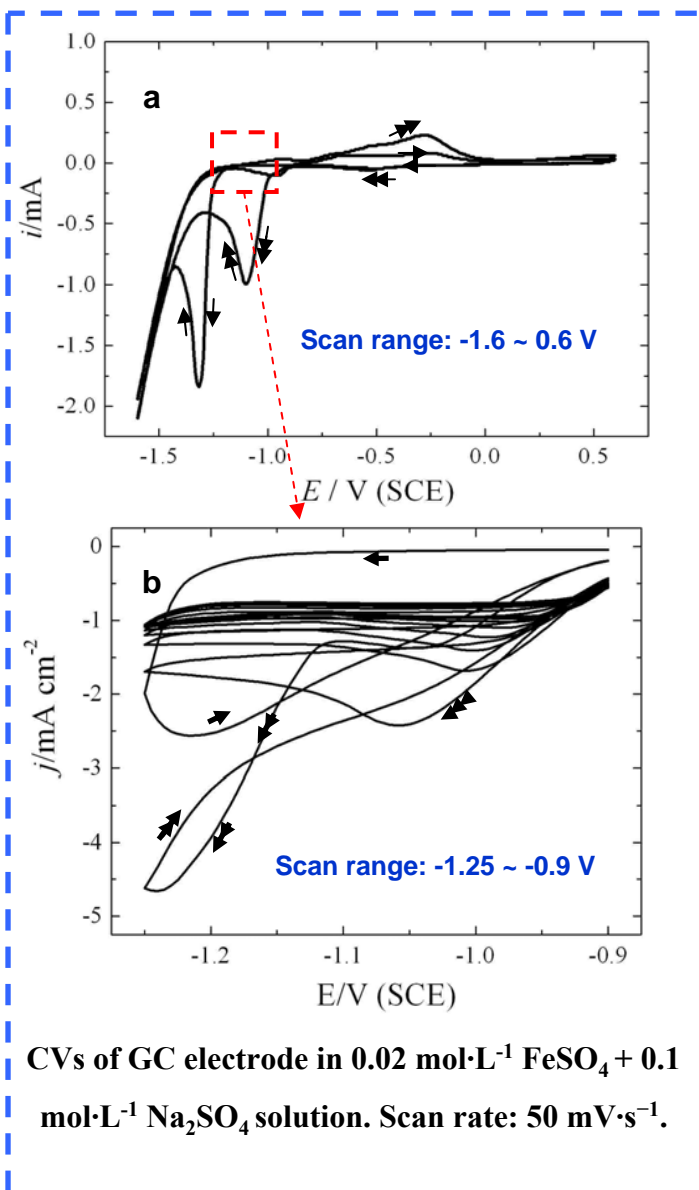 1.0
0.5
0.0
-0.5
-1.0
-1.5
-2.0
i/mA
a
Scan range: -1.6 ~ 0.6 V
-1.5 -1.0 -0.5 0.0 0.5
E / V (SCE)
0
-1
-2
-3
-4
-5
j/mA cm⁻²
b
Scan range: -1.25 ~ -0.9 V
-1.2 -1.1 -1.0 -0.9
E/V (SCE)
CVs of GC electrode in 0.02 mol·L⁻¹ FeSO₄ + 0.1
mol·L⁻¹ Na₂SO₄ solution. Scan rate: 50 mV·s⁻¹.